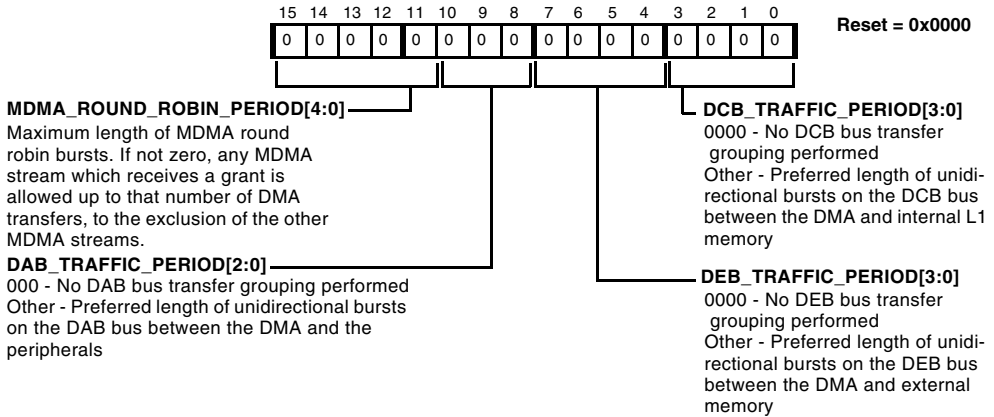 15 14 13 12 11 10 9 8 7 6 5 4 3 2 1 0
Reset = 0x0000
0 0 0 0 0 0 0 0 0 0 0 0 0 0 0 0
MDMA_ROUND_ROBIN_PERIOD[4:0]
Maximum length of MDMA round
robin bursts. If not zero, any MDMA
stream which receives a grant is
allowed up to that number of DMA
transfers, to the exclusion of the other
MDMA streams.
DAB_TRAFFIC_PERIOD[2:0]
000 - No DAB bus transfer grouping performed
Other - Preferred length of unidirectional bursts
on the DAB bus between the DMA and the
peripherals
DCB_TRAFFIC_PERIOD[3:0]
0000 - No DCB bus transfer
grouping performed
Other - Preferred length of unidi-
rectional bursts on the DCB bus
between the DMA and internal L1
memory
DEB_TRAFFIC_PERIOD[3:0]
0000 - No DEB bus transfer
grouping performed
Other - Preferred length of unidi-
rectional bursts on the DEB bus
between the DMA and external
memory